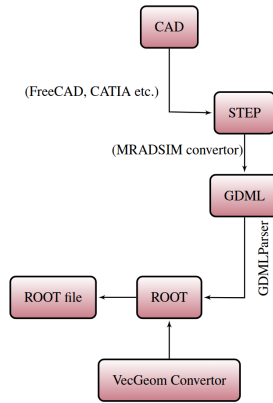 CAD
(FreeCAD, CATIA etc.)
STEP
(MRADSIM convertor)
GDML
GDMLParser
ROOT file
ROOT
VecGeom Convertor